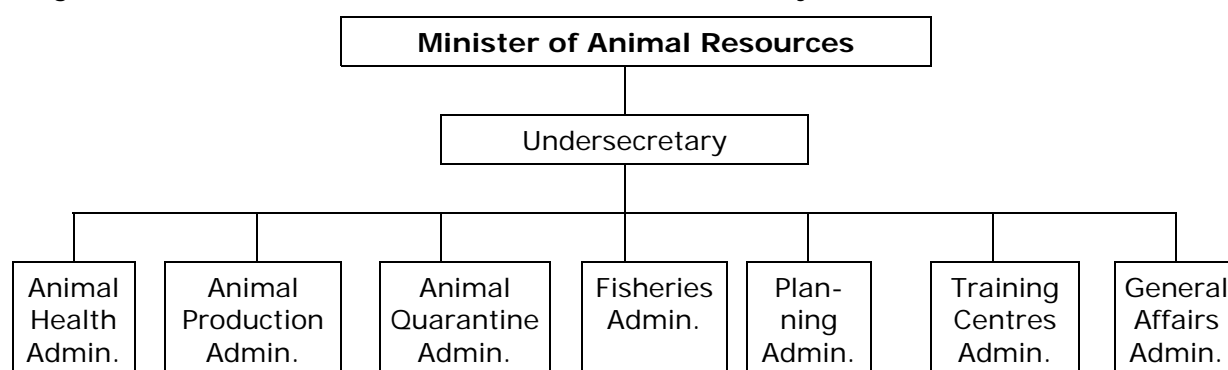 Minister of Animal Resources
Undersecretary
Animal
Health
Admin.
Animal
Production
Admin.
Animal
Quarantine
Admin.
Fisheries
Admin.
Plan-
ning
Admin.
Training
Centres
Admin.
General
Affairs
Admin.